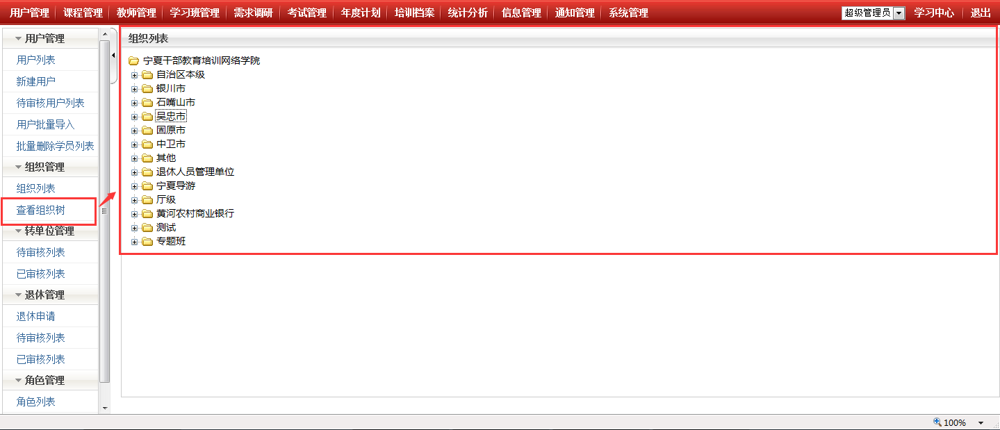 用户管理 课程管理 教师管理 学习班管理 需求调研 考试管理 年度计划 培训档案 统计分析 信息管理 通知管理 系统管理 超级管理员 学习中心 退出
用户管理
用户列表
新建用户
待审核用户列表
用户批量导入
批量删除学员列表
组织管理
组织列表
查看组织树
转单位管理
待审核列表
已审核列表
退休管理
退休申请
待审核列表
已审核列表
角色管理
角色列表
组织列表
宁夏干部教育培训网络学院
自治区本级
银川市
石嘴山市
吴忠市
固原市
中卫市
其他
退休人员管理单位
宁夏导游
厅级
黄河农村商业银行
测试
专题班
100%